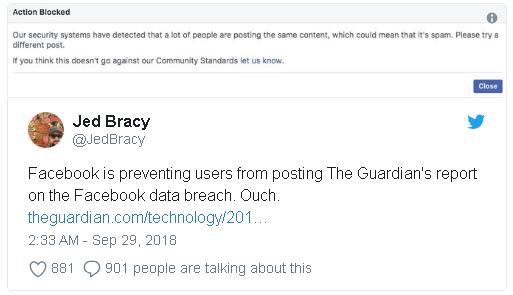 Action Blocked
Our security systems have detected that a lot of people are posting the same content, which could mean that it's spam. Please try a
different post.
If you think this doesn't go against our Community Standards let us know.
Close
Jed Bracy
@JedBracy
Facebook is preventing users from posting The Guardian's report
on the Facebook data breach. Ouch.
theguardian.com/technology/201…
2:33 AM - Sep 29, 2018
881 901 people are talking about this